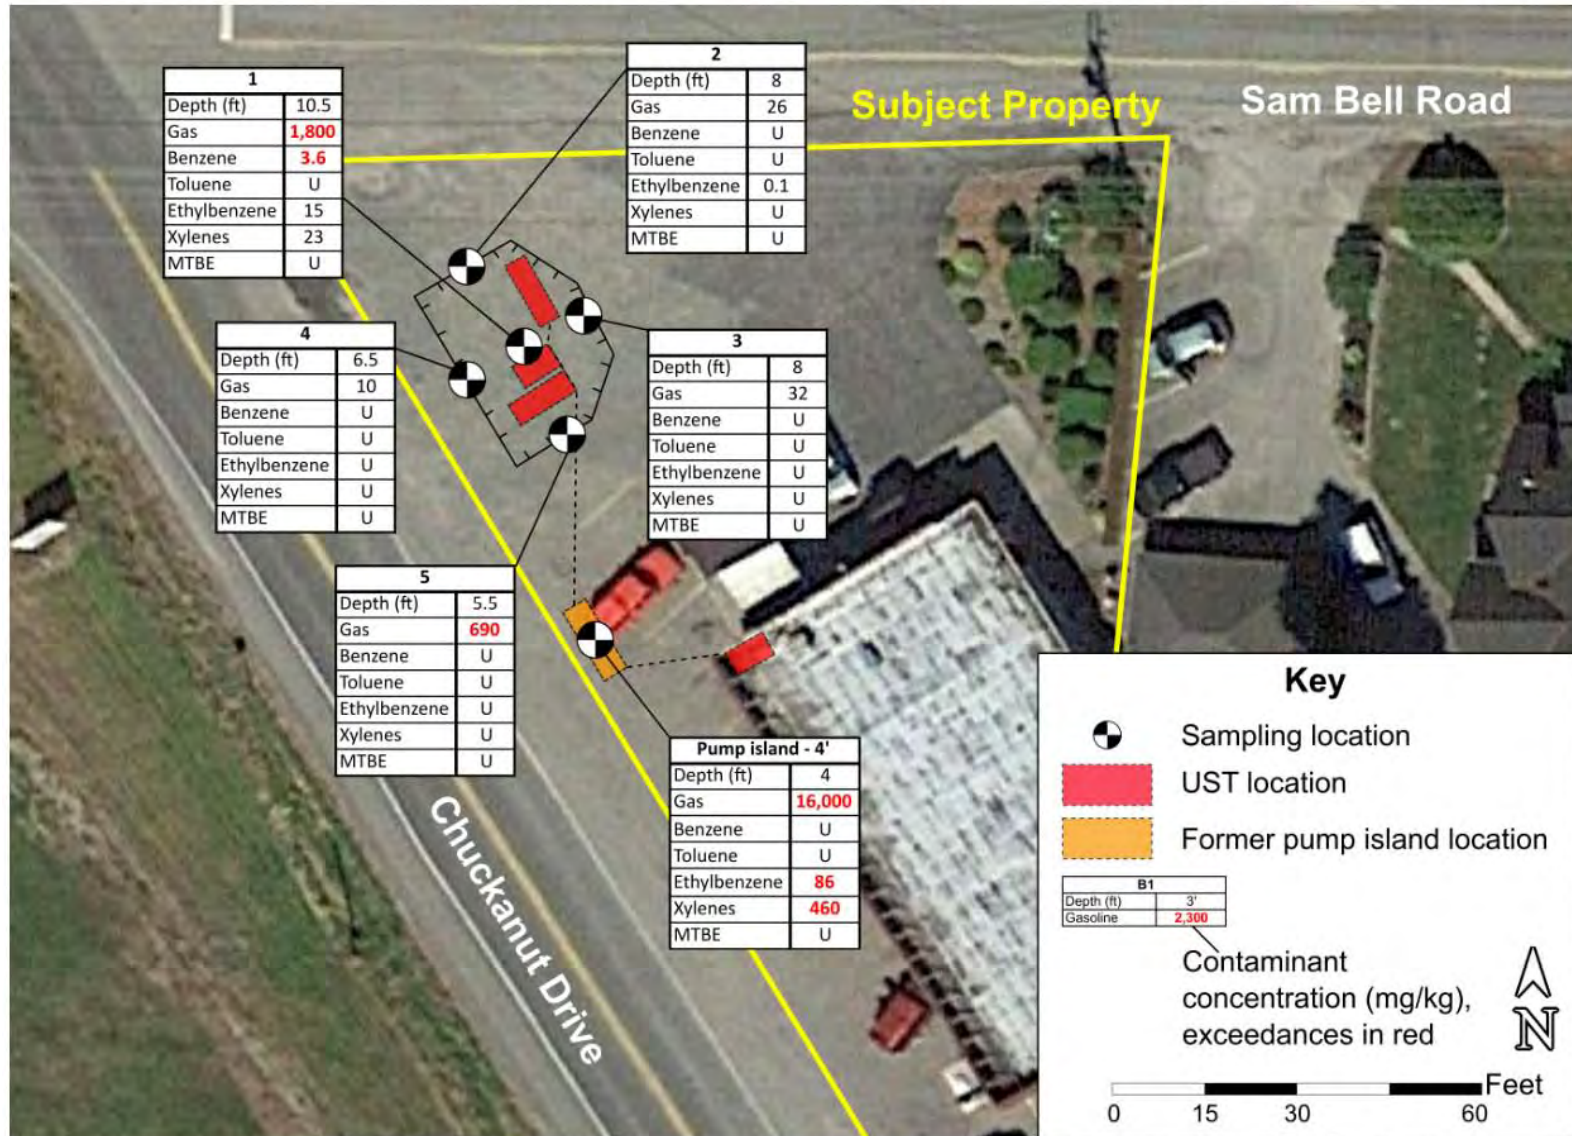 Subject Property
Sam Bell Road
1
Depth (ft) 10.5
Gas 1,800
Benzene 3.6
Toluene U
Ethylbenzene 15
Xylenes 23
MTBE U
2
Depth (ft) 8
Gas 26
Benzene U
Toluene U
Ethylbenzene 0.1
Xylenes U
MTBE U
4
Depth (ft) 6.5
Gas 10
Benzene U
Toluene U
Ethylbenzene U
Xylenes U
MTBE U
3
Depth (ft) 8
Gas 32
Benzene U
Toluene U
Ethylbenzene U
Xylenes U
MTBE U
5
Depth (ft) 5.5
Gas 690
Benzene U
Toluene U
Ethylbenzene U
Xylenes U
MTBE U
Pump island - 4'
Depth (ft) 4
Gas 16,000
Benzene U
Toluene U
Ethylbenzene 86
Xylenes 460
MTBE U
Chuckanut Drive
Key
Sampling location
UST location
Former pump island location
B1
Depth (ft) 3'
Gasoline 2,300
Contaminant
concentration (mg/kg),
exceedances in red
N
Feet
0 15 30 60